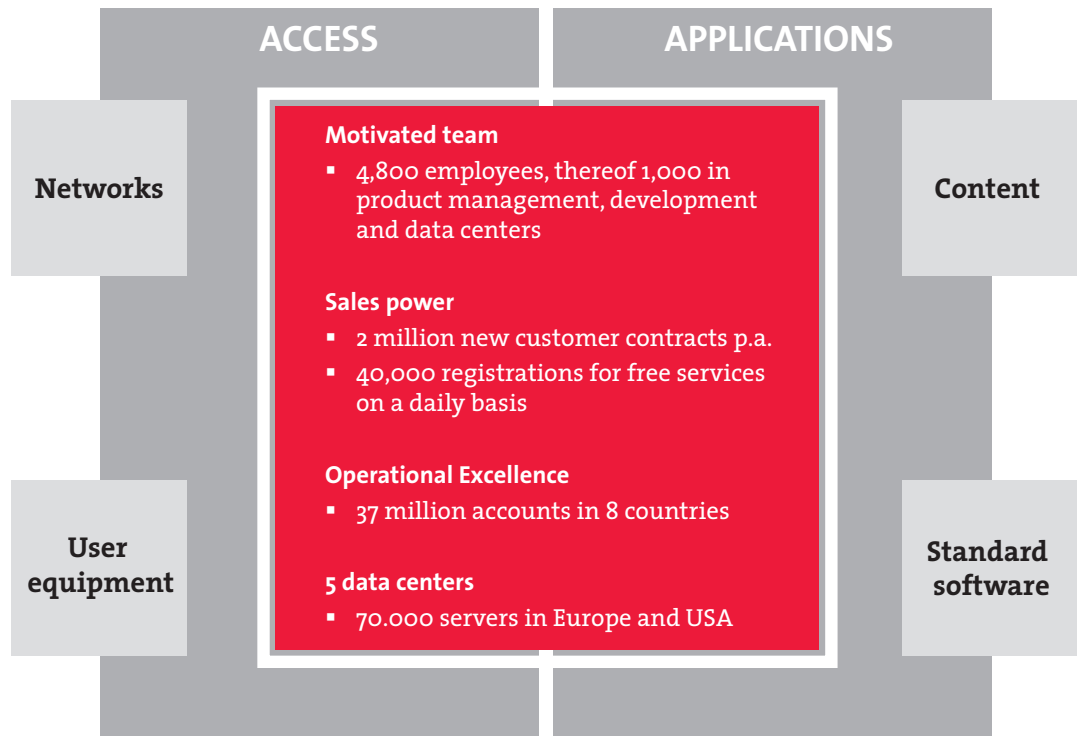 ACCESS
APPLICATIONS
Networks
User
equipment
Motivated team
▪ 4,800 employees, thereof 1,000 in
product management, development
and data centers
Sales power
▪ 2 million new customer contracts p.a.
▪ 40,000 registrations for free services
on a daily basis
Operational Excellence
▪ 37 million accounts in 8 countries
5 data centers
▪ 70.000 servers in Europe and USA
Content
Standard
software